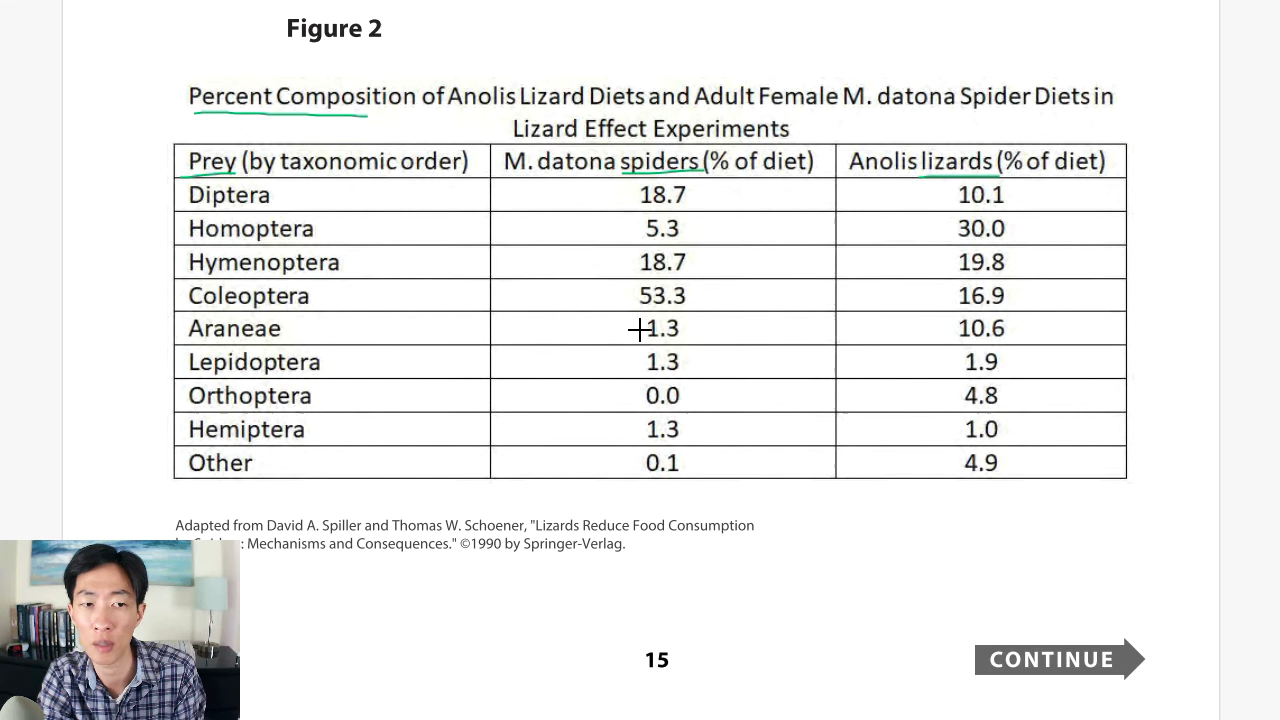 Figure 2
Percent Composition of Anolis Lizard Diets and Adult Female M. datona Spider Diets in
Lizard Effect Experiments
Prey (by taxonomic order) M. datona spiders (% of diet) Anolis lizards (% of diet)
Diptera 18.7 10.1
Homoptera 5.3 30.0
Hymenoptera 18.7 19.8
Coleoptera 53.3 16.9
Araneae 1.3 10.6
Lepidoptera 1.3 1.9
Orthoptera 0.0 4.8
Hemiptera 1.3 1.0
Other 0.1 4.9
Adapted from David A. Spiller and Thomas W. Schoener, "Lizards Reduce Food Consumption
: Mechanisms and Consequences." ©1990 by Springer-Verlag.
15
CONTINUE